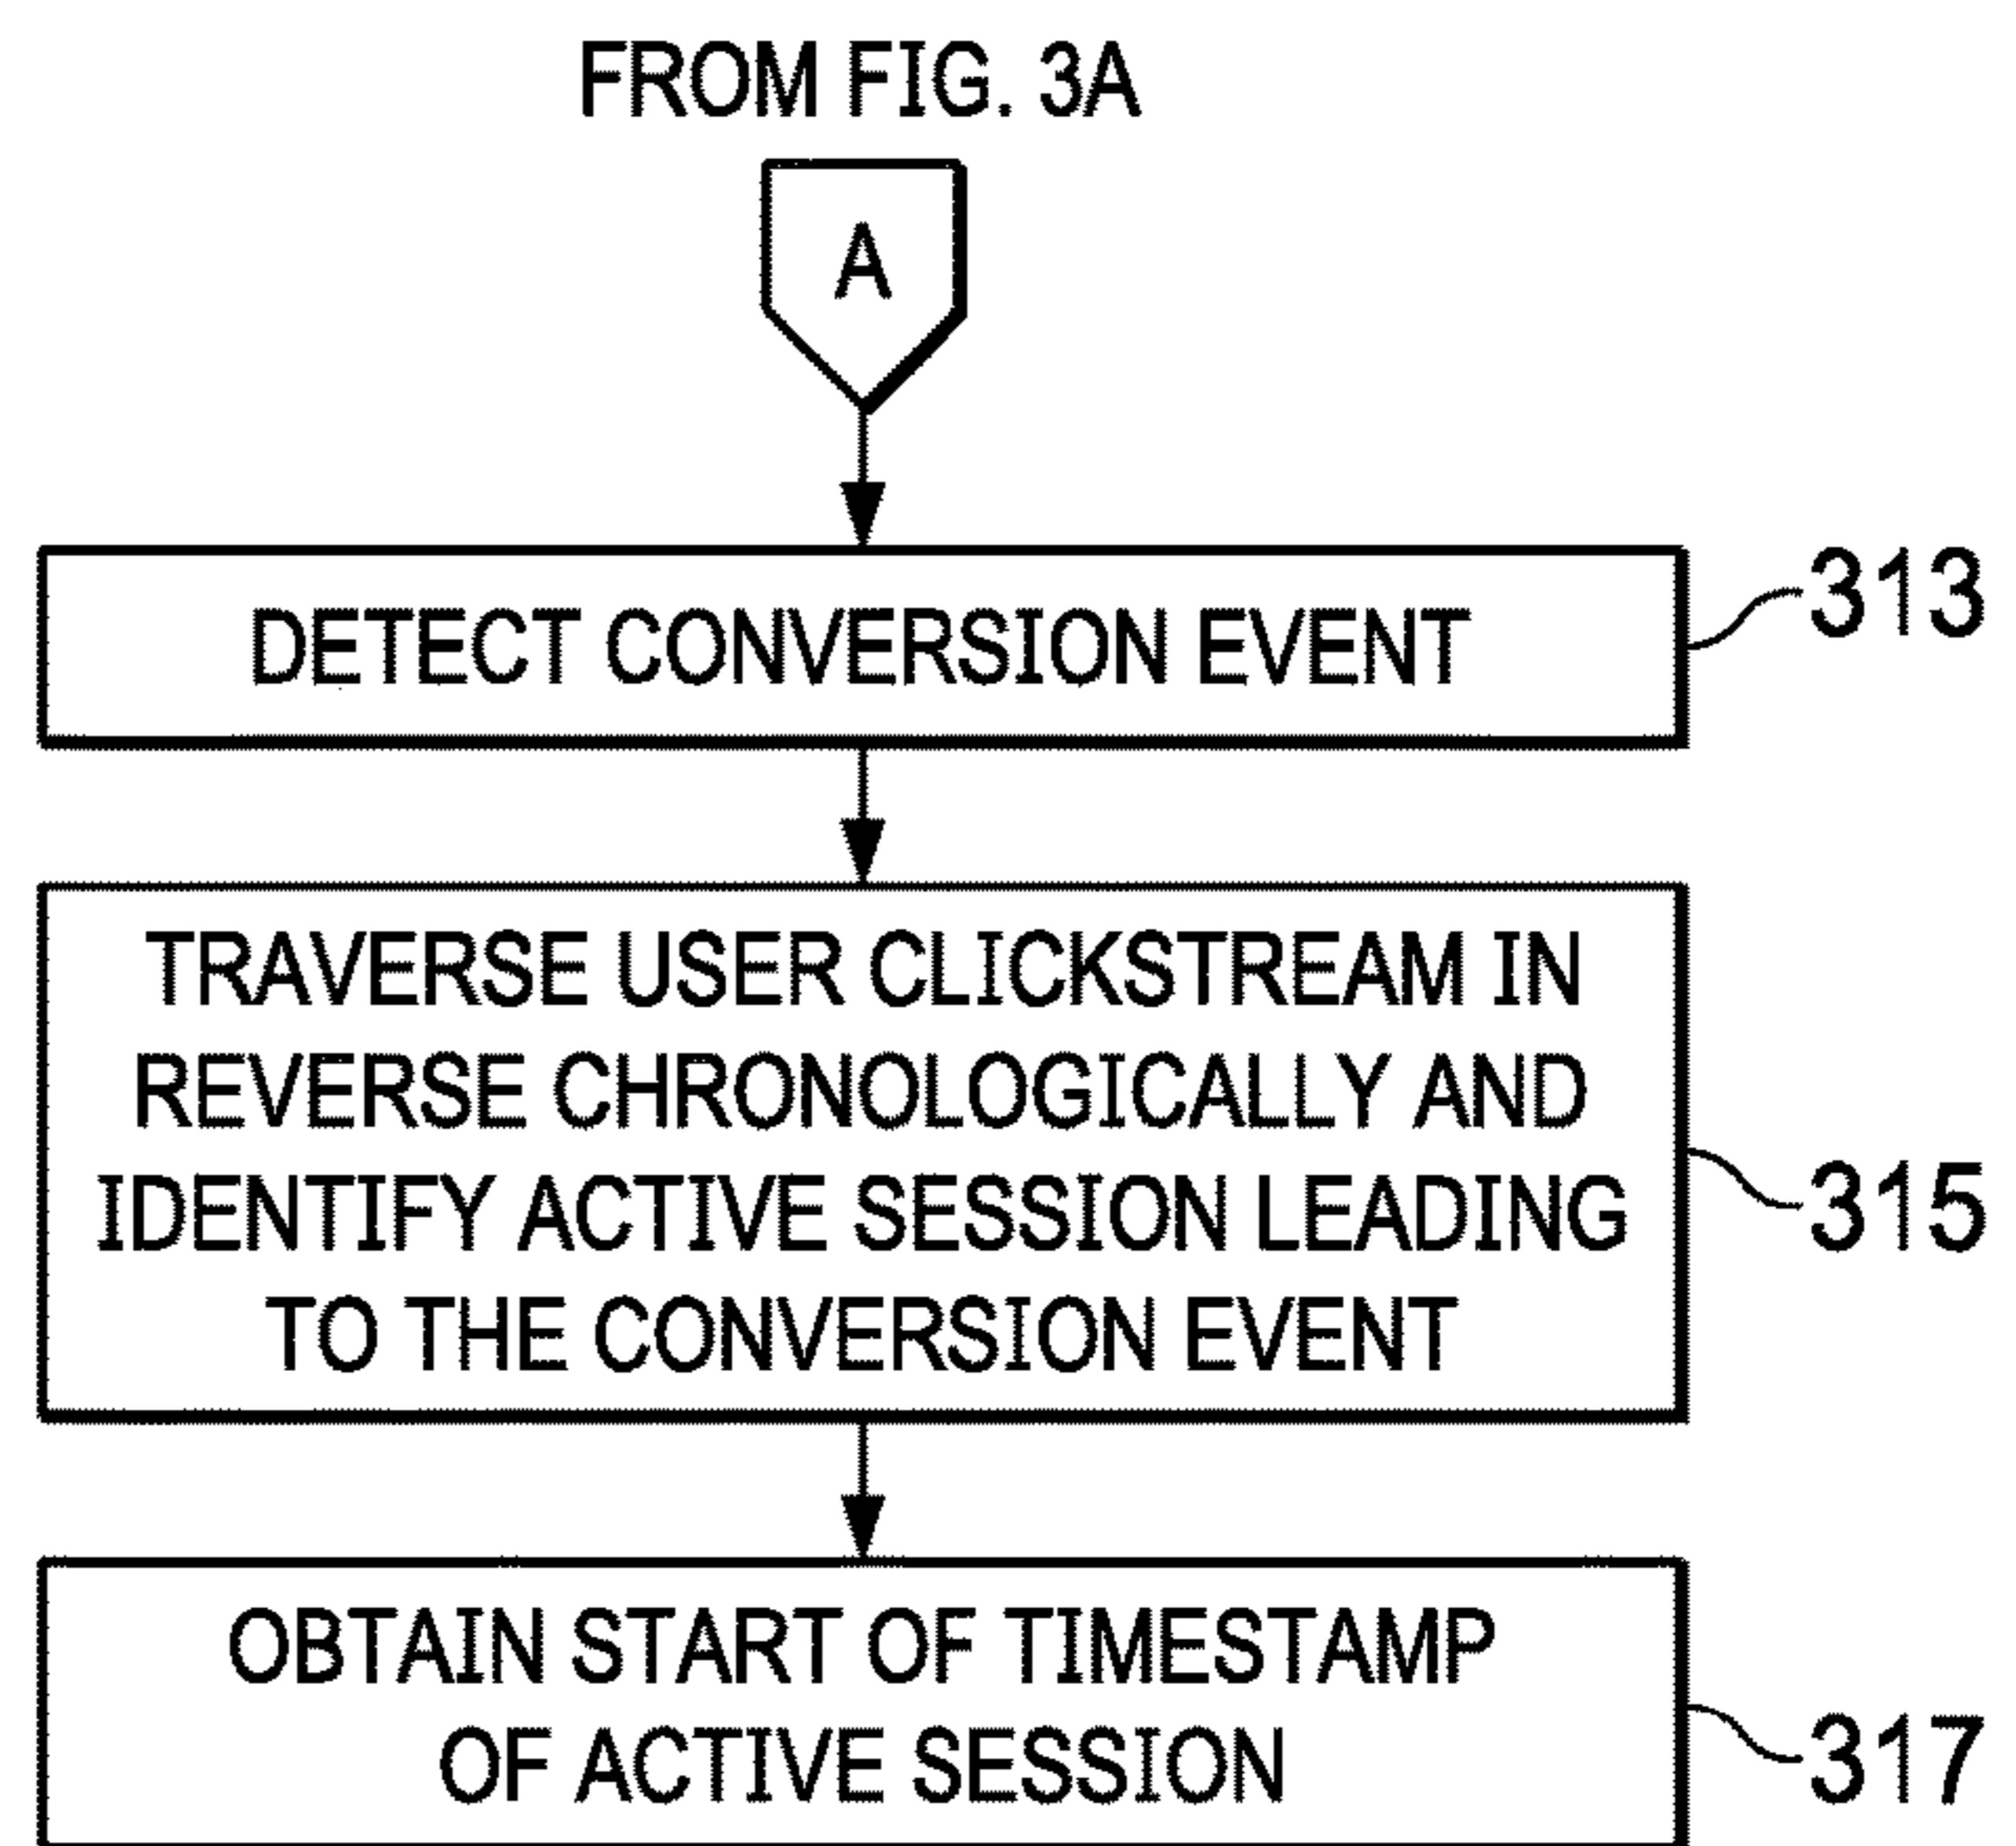 FROM FIG. 3A
A
DETECT CONVERSION EVENT
313
TRAVERSE USER CLICKSTREAM IN
REVERSE CHRONOLOGICALLY AND
IDENTIFY ACTIVE SESSION LEADING
TO THE CONVERSION EVENT
315
OBTAIN START OF TIMESTAMP
OF ACTIVE SESSION
317